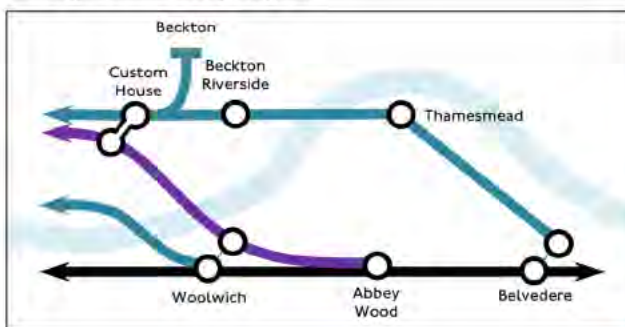 Beckton
Custom
House
Beckton
Riverside
Thamesmead
Woolwich
Abbey
Wood
Belvedere